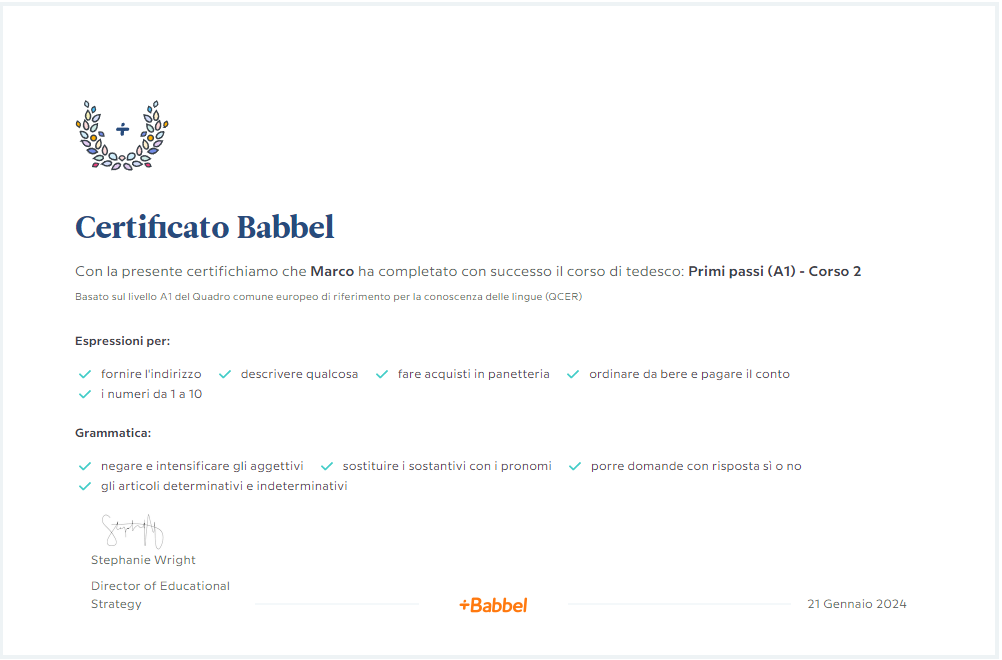 Certificato Babbel
Con la presente certifichiamo che Marco ha completato con successo il corso di tedesco: Primi passi (A1) - Corso 2
Basato sul livello A1 del Quadro comune europeo di riferimento per la conoscenza delle lingue (QCER)
Espressioni per:
fornire l'indirizzo descrivere qualcosa fare acquisti in panetteria ordinare da bere e pagare il conto
i numeri da 1 a 10
Grammatica:
negare e intensificare gli aggettivi sostituire i sostantivi con i pronomi porre domande con risposta sì o no
gli articoli determinativi e indeterminativi
Stephanie Wright
Director of Educational
Strategy
+Babbel
21 Gennaio 2024